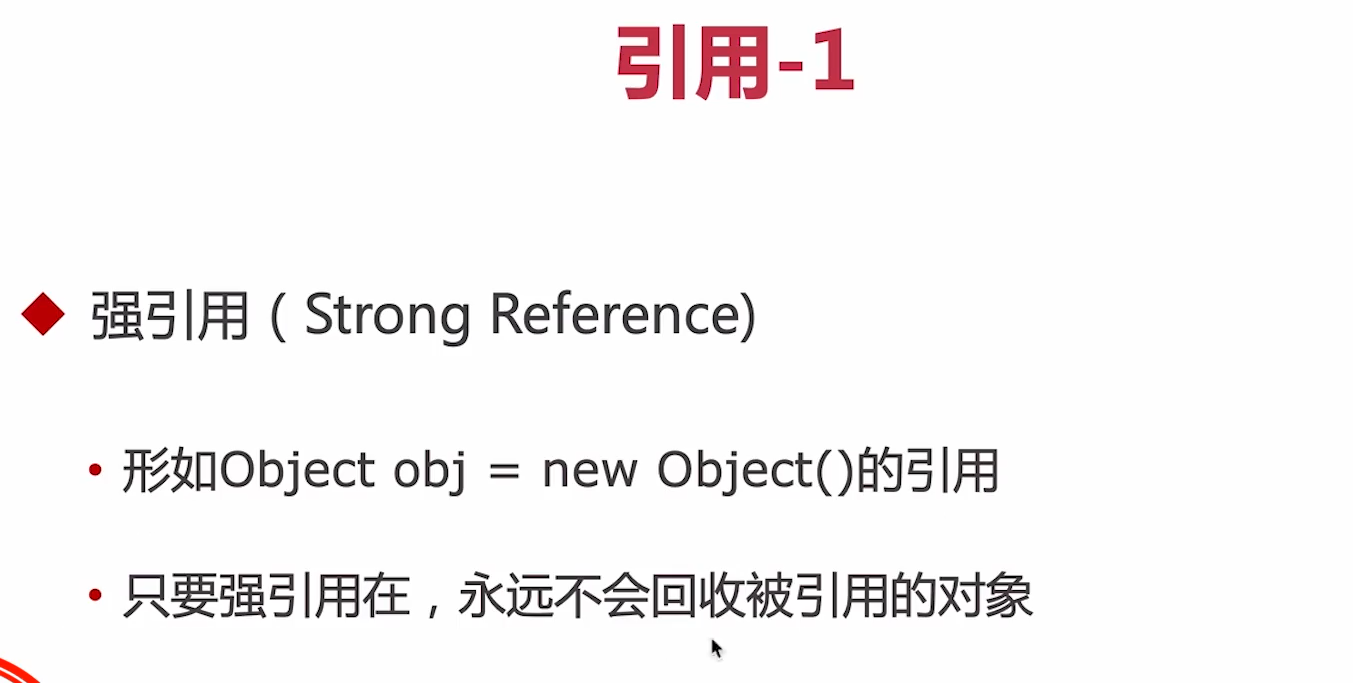 引用-1
强引用（Strong Reference)
形如Object obj = new Object()的引用
只要强引用在，永远不会回收被引用的对象